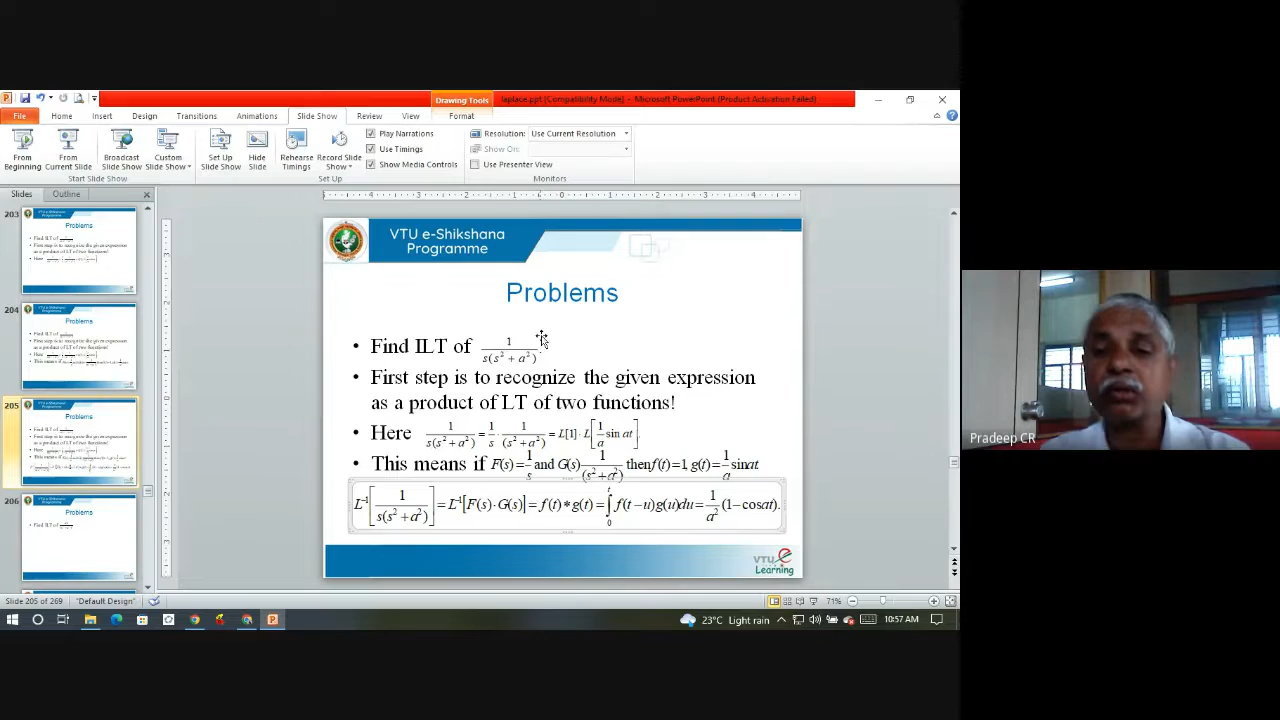 Drawing Tools
laplace.ppt [Compatibility Mode] - Microsoft PowerPoint (Product Activation Failed)
File Home Insert Design Transitions Animations Slide Show Review View Format
From Beginning
From Current Slide
Broadcast Slide Show
Custom Slide Show
Set Up Slide Show
Hide Slide
Rehearse Timings
Record Slide Show
Play Narrations
Use Timings
Show Media Controls
Resolution: Use Current Resolution
Show On:
Use Presenter View
Start Slide Show
Set Up
Monitors
Slides Outline
203
204
205
206
VTU e-Shikshana
Programme
Problems
• Find ILT of 1/(s(s²+a²)).
• First step is to recognize the given expression
as a product of LT of two functions!
• Here 1/(s(s²+a²)) = 1/s · 1/(s²+a²) = L[1]·L[1/a sin at].
• This means if F(s)=1/s and G(s) 1/(s²+a²) then f(t)=1, g(t)=1/a sin at
L⁻¹[1/(s(s²+a²))] = L⁻¹[F(s)·G(s)] = f(t)*g(t) = ∫₀ᵗ f(t−u)g(u)du = 1/a² (1−cos at).
VTU e
Learning
Pradeep CR
Slide 205 of 269 "Default Design" 71%
23°C Light rain 10:57 AM